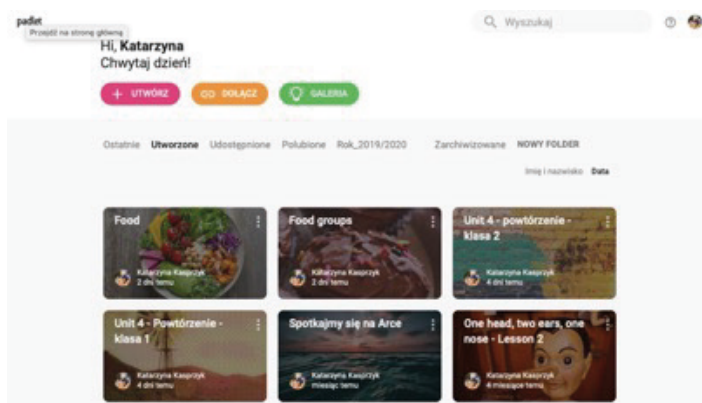 padlet
Przejdź na stronę główną
Wyszukaj
Hi, Katarzyna
Chwytaj dzień!
+ UTWÓRZ
DOŁĄCZ
GALERIA
Ostatnie Utworzone Udostępnione Polubione Rok_2019/2020 Zarchiwizowane NOWY FOLDER
Imię i nazwisko Data
Food
Katarzyna Kasprzyk
2 dni temu
Food groups
Katarzyna Kasprzyk
2 dni temu
Unit 4 - powtórzenie -
klasa 2
Katarzyna Kasprzyk
4 dni temu
Unit 4 - Powtórzenie -
klasa 1
Katarzyna Kasprzyk
4 dni temu
Spotkajmy się na Arce
Katarzyna Kasprzyk
miesiąc temu
One head, two ears, one
nose - Lesson 2
Katarzyna Kasprzyk
4 miesiące temu